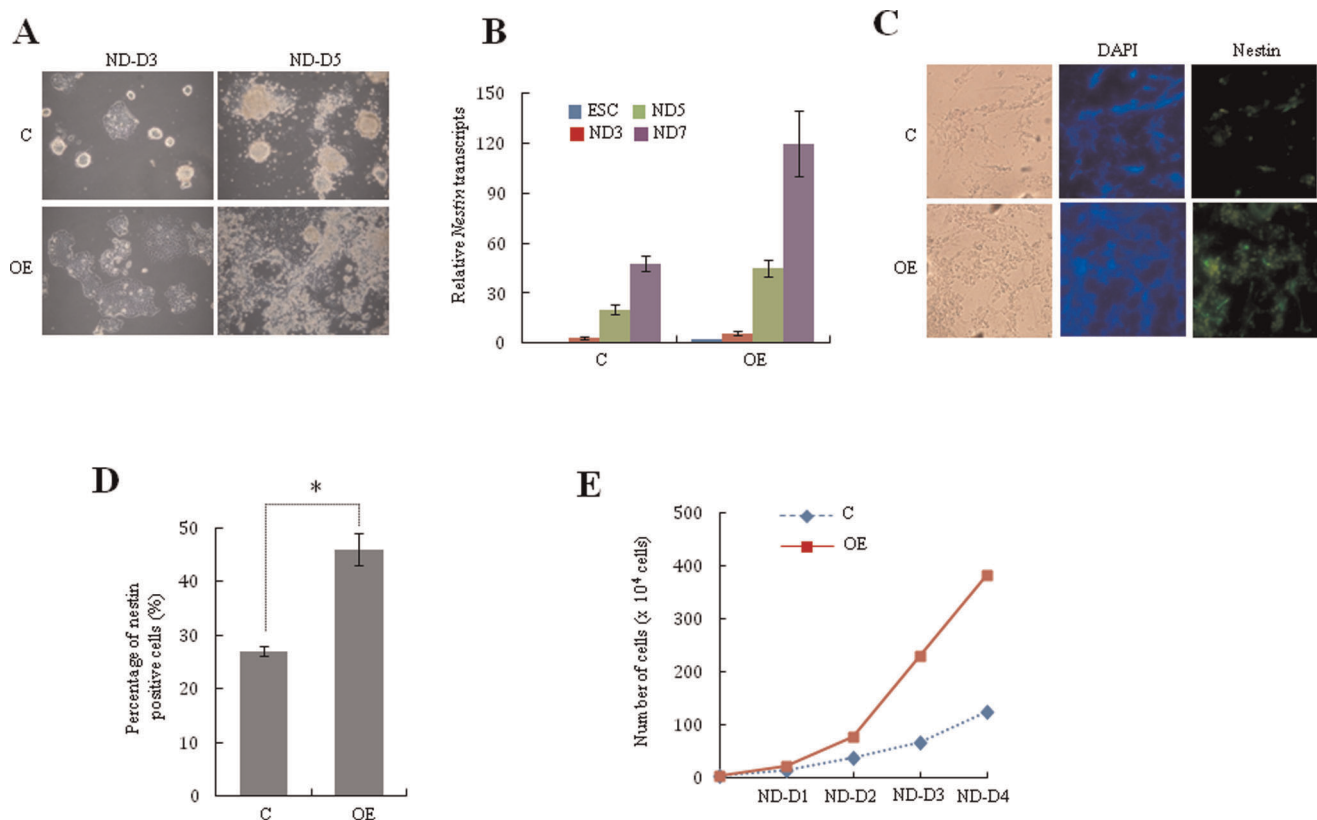 A
ND-D3 ND-D5
C
OE
B
Relative Nestin transcripts
150
120
90
60
30
0
ESC ND5
ND3 ND7
C OE
C
DAPI Nestin
C
OE
D
Percentage of nestin
positive cells (%)
50
40
30
20
10
0
*
C OE
E
Number of cells (x 10⁴ cells)
500
400
300
200
100
0
C
OE
ND-D1 ND-D2 ND-D3 ND-D4